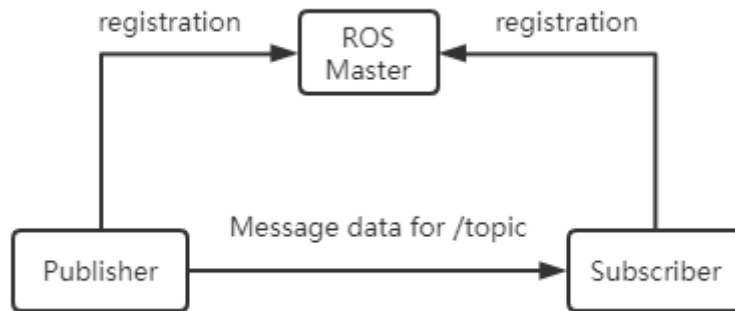 registration
registration
ROS
Master
Message data for /topic
Publisher
Subscriber